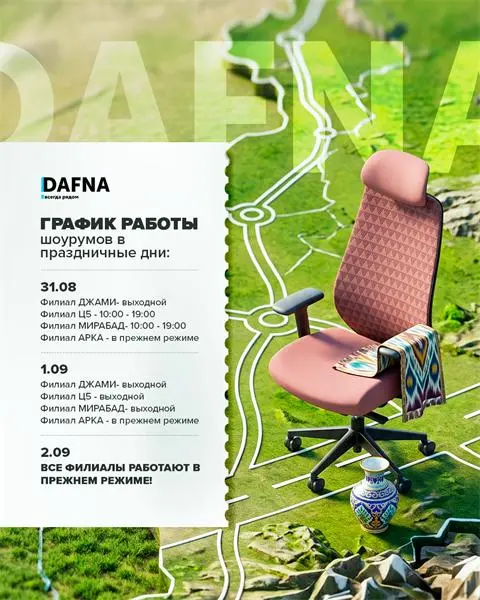 DAFNA
DAFNA
всегда рядом
ГРАФИК РАБОТЫ
шоурумов в
праздничные дни:
31.08
Филиал ДЖАМИ- выходной
Филиал Ц5 - 10:00 - 19:00
Филиал МИРАБАД- 10:00 - 19:00
Филиал АРКА - в прежнем режиме
1.09
Филиал ДЖАМИ- выходной
Филиал Ц5 - выходной
Филиал МИРАБАД- выходной
Филиал АРКА - в прежнем режиме
2.09
ВСЕ ФИЛИАЛЫ РАБОТАЮТ В
ПРЕЖНЕМ РЕЖИМЕ!